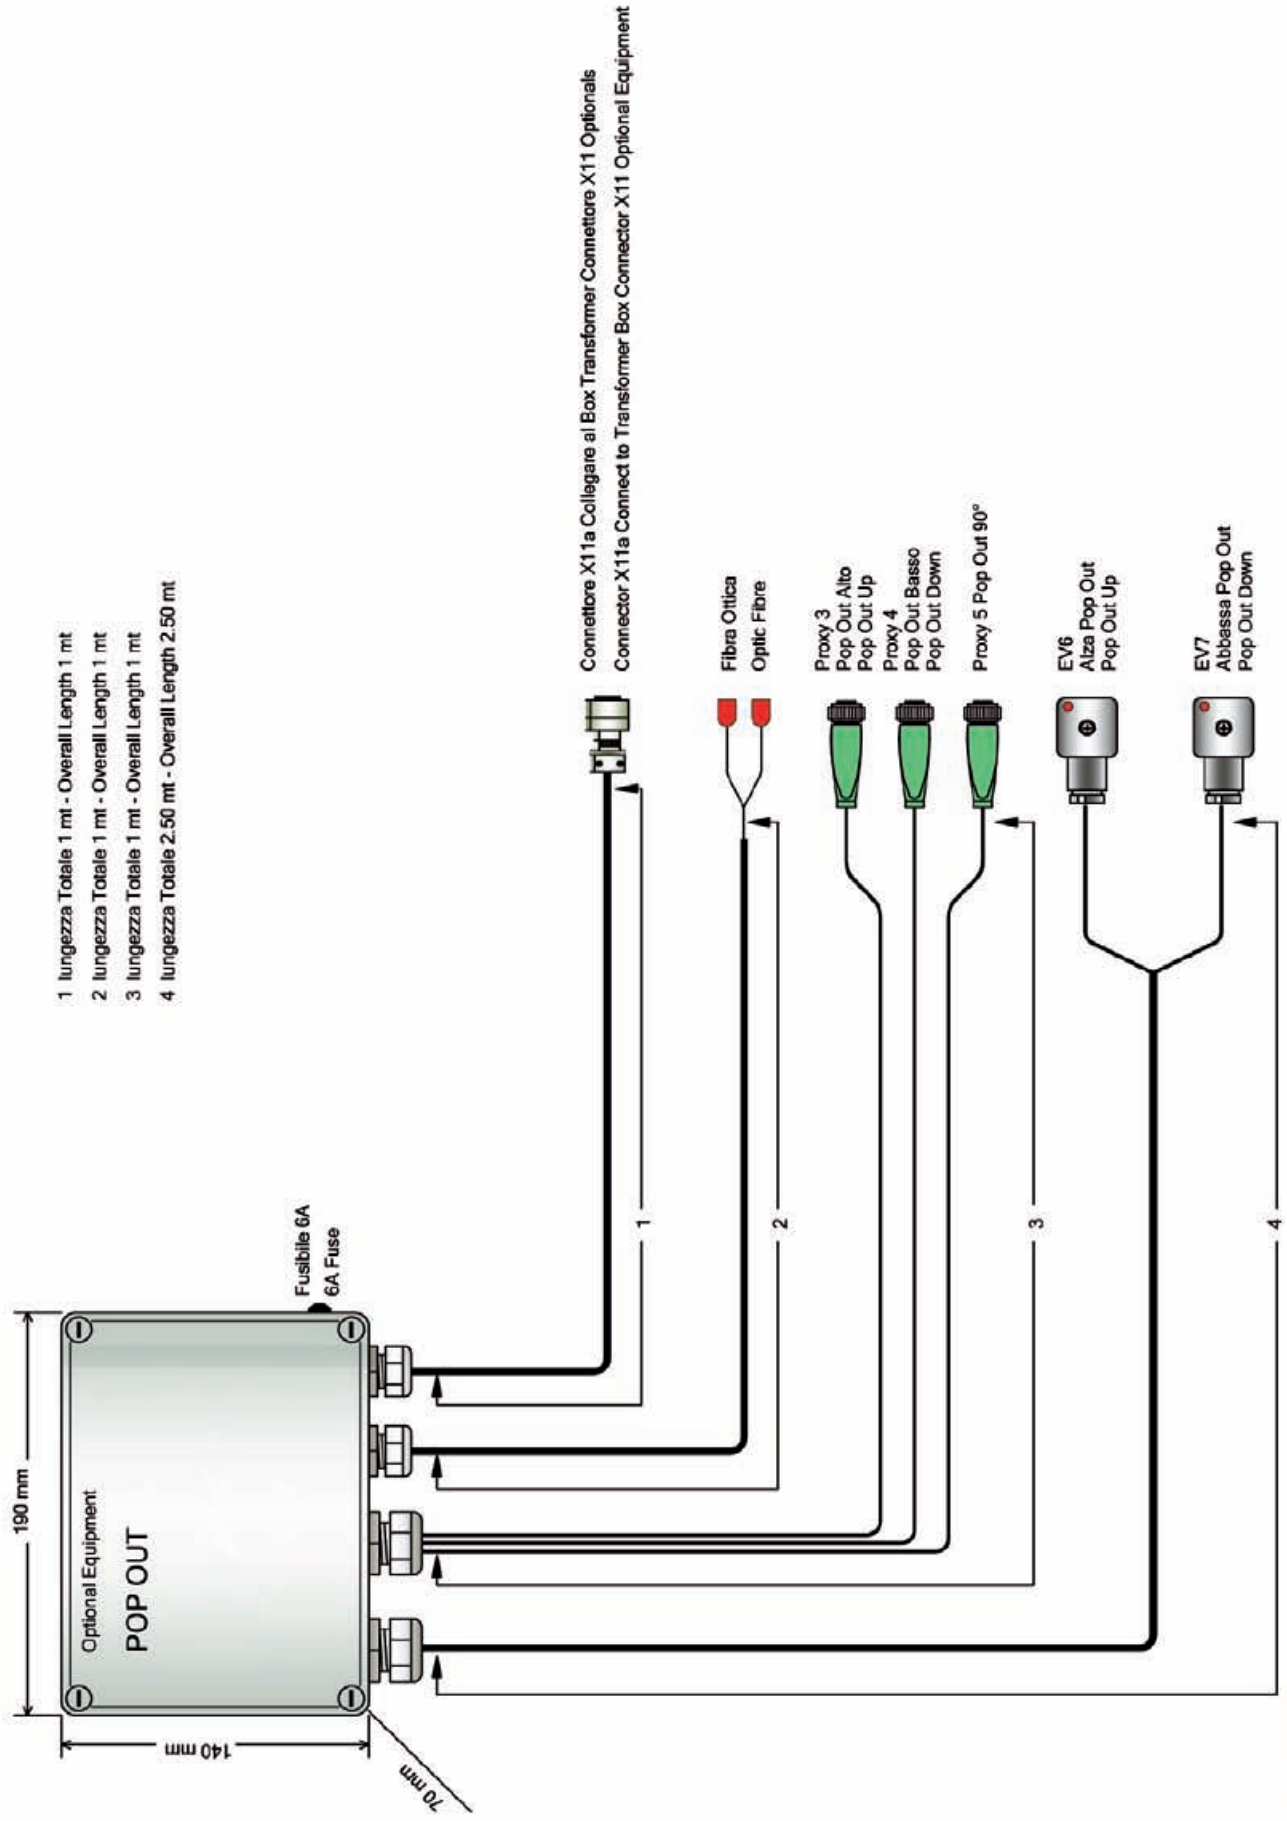 1 lungezza Totale 1 mt - Overall Length 1 mt
2 lungezza Totale 1 mt - Overall Length 1 mt
3 lungezza Totale 1 mt - Overall Length 1 mt
4 lungezza Totale 2.50 mt - Overall Length 2.50 mt
190 mm
140 mm
70 mm
Optional Equipment
POP OUT
Fusibile 6A
6A Fuse
Connettore X11a Collegare al Box Transformer Connettore X11 Optionals
Connector X11a Connect to Transformer Box Connector X11 Optional Equipment
1
Fibra Ottica
Optic Fibre
2
Proxy 3
Pop Out Alto
Pop Out Up
Proxy 4
Pop Out Basso
Pop Out Down
Proxy 5 Pop Out 90°
3
EV6
Alza Pop Out
Pop Out Up
EV7
Abbassa Pop Out
Pop Out Down
4